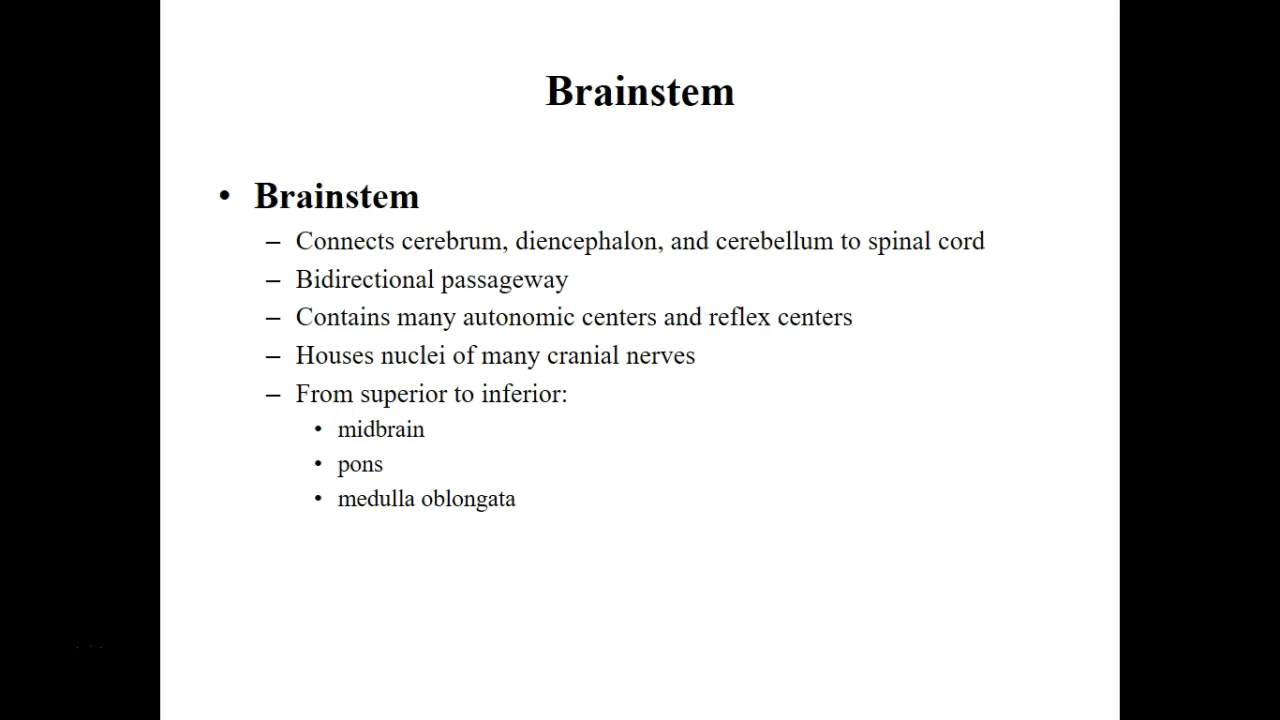 Brainstem
• Brainstem
– Connects cerebrum, diencephalon, and cerebellum to spinal cord
– Bidirectional passageway
– Contains many autonomic centers and reflex centers
– Houses nuclei of many cranial nerves
– From superior to inferior:
• midbrain
• pons
• medulla oblongata